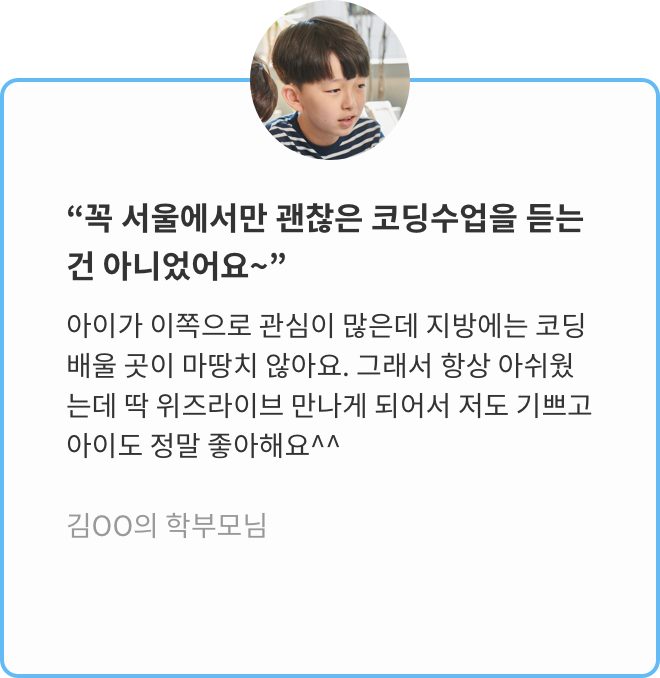 “꼭 서울에서만 괜찮은 코딩수업을 듣는
건 아니었어요~”
아이가 이쪽으로 관심이 많은데 지방에는 코딩
배울 곳이 마땅치 않아요. 그래서 항상 아쉬웠
는데 딱 위즈라이브 만나게 되어서 저도 기쁘고
아이도 정말 좋아해요^^
김OO의 학부모님